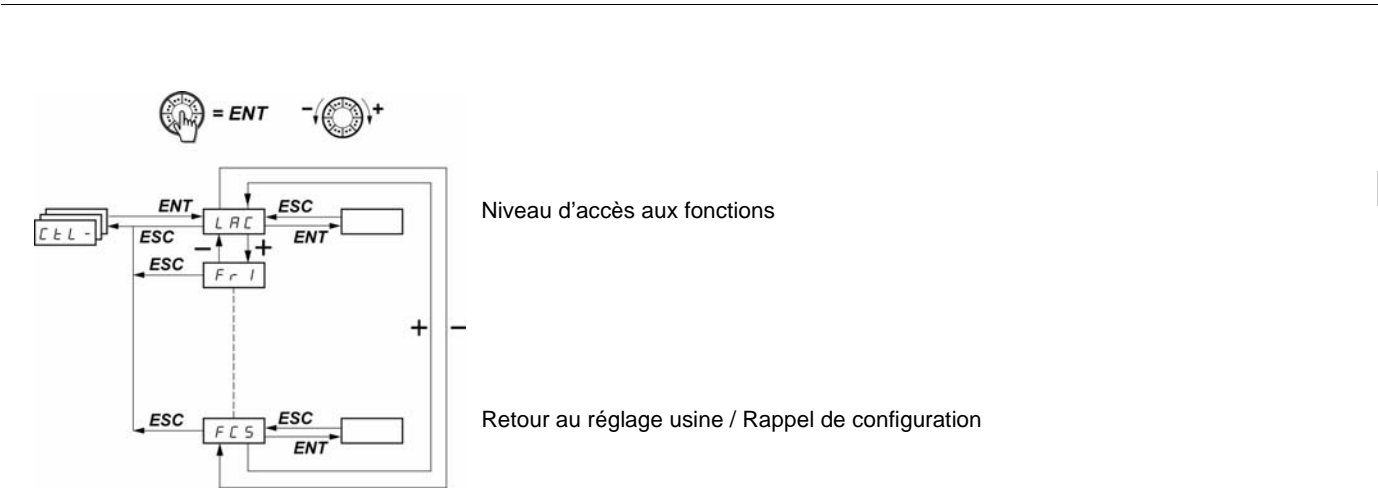 = ENT - +
ENT LAC ESC Niveau d'accès aux fonctions
CtL- ESC ENT
- +
ESC Fr1
+ -
ESC FCS ESC Retour au réglage usine / Rappel de configuration
ENT